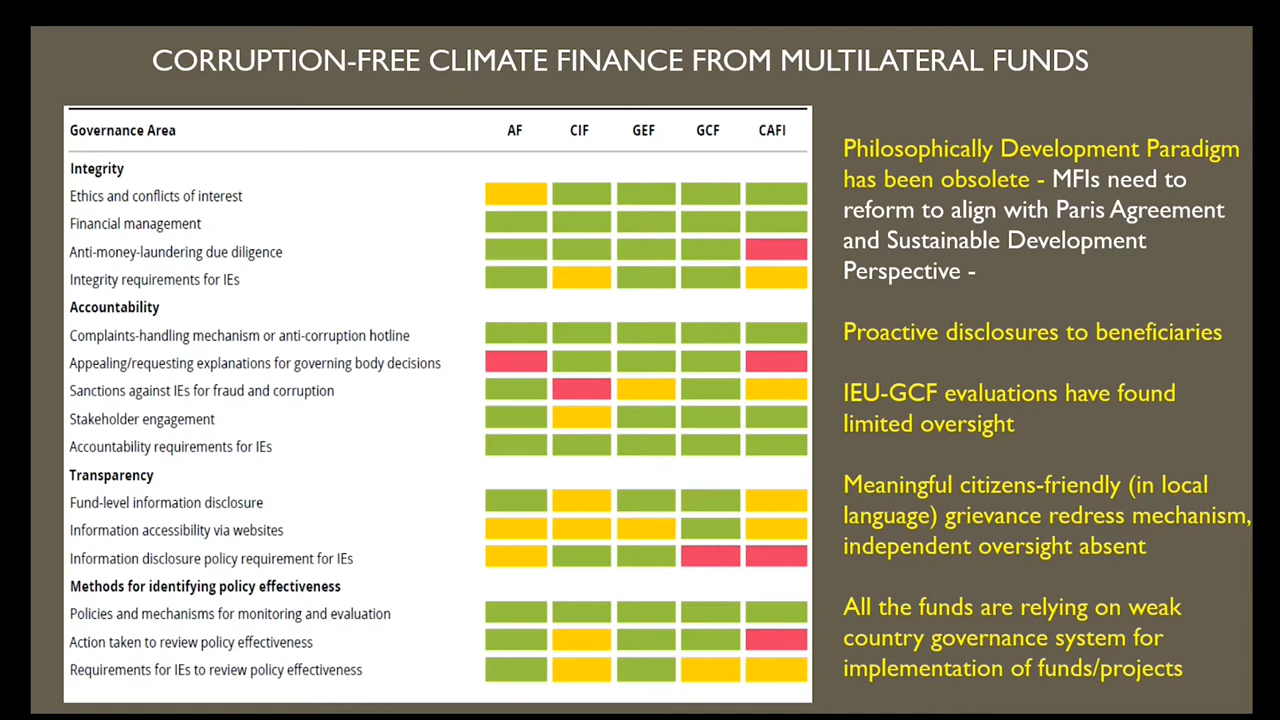 CORRUPTION-FREE CLIMATE FINANCE FROM MULTILATERAL FUNDS
Governance Area AF CIF GEF GCF CAFI
Integrity
Ethics and conflicts of interest
Financial management
Anti-money-laundering due diligence
Integrity requirements for IEs
Accountability
Complaints-handling mechanism or anti-corruption hotline
Appealing/requesting explanations for governing body decisions
Sanctions against IEs for fraud and corruption
Stakeholder engagement
Accountability requirements for IEs
Transparency
Fund-level information disclosure
Information accessibility via websites
Information disclosure policy requirement for IEs
Methods for identifying policy effectiveness
Policies and mechanisms for monitoring and evaluation
Action taken to review policy effectiveness
Requirements for IEs to review policy effectiveness
Philosophically Development Paradigm
has been obsolete - MFIs need to
reform to align with Paris Agreement
and Sustainable Development
Perspective -
Proactive disclosures to beneficiaries
IEU-GCF evaluations have found
limited oversight
Meaningful citizens-friendly (in local
language) grievance redress mechanism,
independent oversight absent
All the funds are relying on weak
country governance system for
implementation of funds/projects